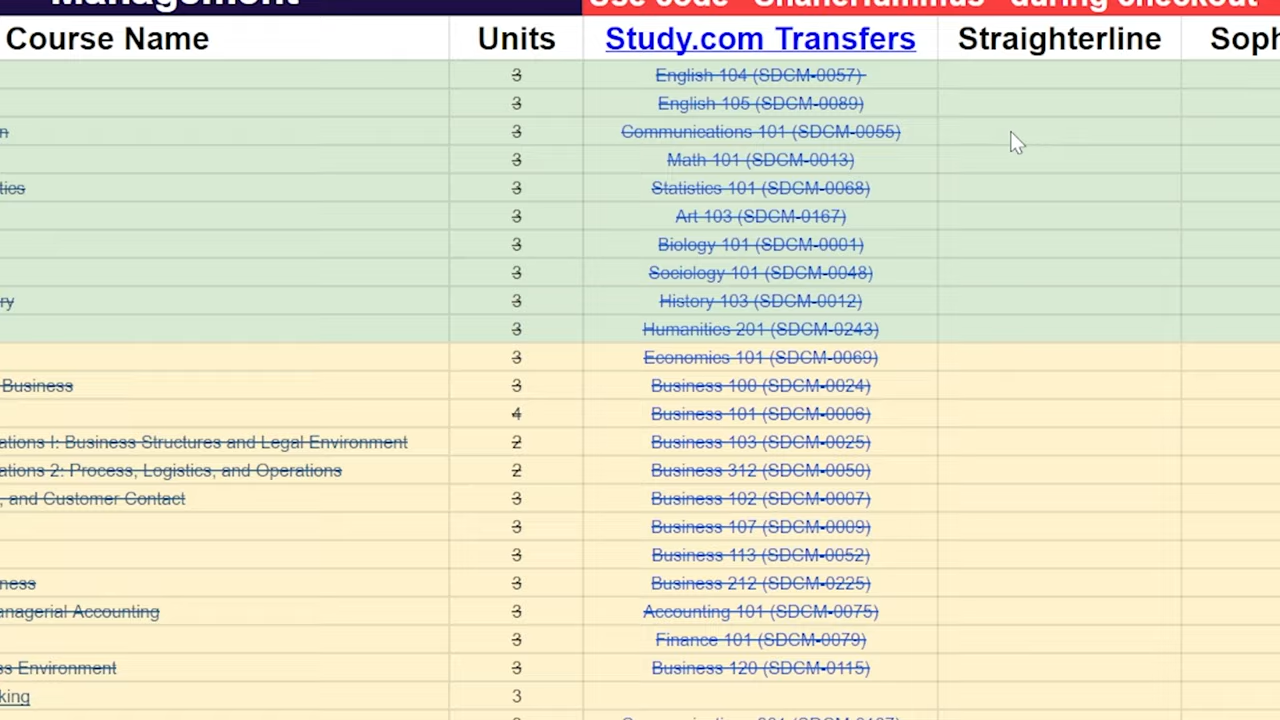 Management Use code "ShaneHummus" during checkout
Course Name Units Study.com Transfers Straighterline Soph
3 English 104 (SDCM-0057)
3 English 105 (SDCM-0089)
n 3 Communications 101 (SDCM-0055)
3 Math 101 (SDCM-0013)
tics 3 Statistics 101 (SDCM-0068)
3 Art 103 (SDCM-0167)
3 Biology 101 (SDCM-0001)
3 Sociology 101 (SDCM-0048)
ry 3 History 103 (SDCM-0012)
3 Humanities 201 (SDCM-0243)
3 Economics 101 (SDCM-0069)
Business 3 Business 100 (SDCM-0024)
4 Business 101 (SDCM-0006)
ations I: Business Structures and Legal Environment 2 Business 103 (SDCM-0025)
ations 2: Process, Logistics, and Operations 2 Business 312 (SDCM-0050)
, and Customer Contact 3 Business 102 (SDCM-0007)
3 Business 107 (SDCM-0009)
3 Business 113 (SDCM-0052)
ness 3 Business 212 (SDCM-0225)
anagerial Accounting 3 Accounting 101 (SDCM-0075)
3 Finance 101 (SDCM-0079)
ss Environment 3 Business 120 (SDCM-0115)
king 3